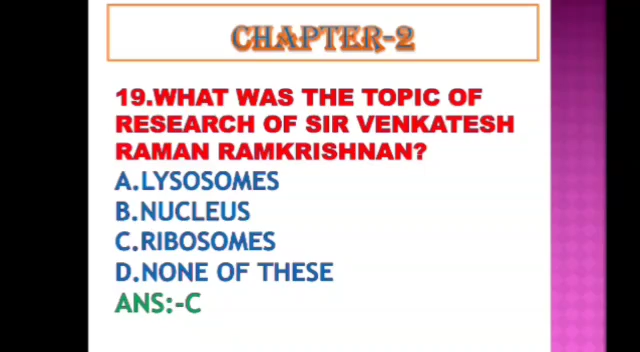 CHAPTER-2
19.WHAT WAS THE TOPIC OF
RESEARCH OF SIR VENKATESH
RAMAN RAMKRISHNAN?
A.LYSOSOMES
B.NUCLEUS
C.RIBOSOMES
D.NONE OF THESE
ANS:-C